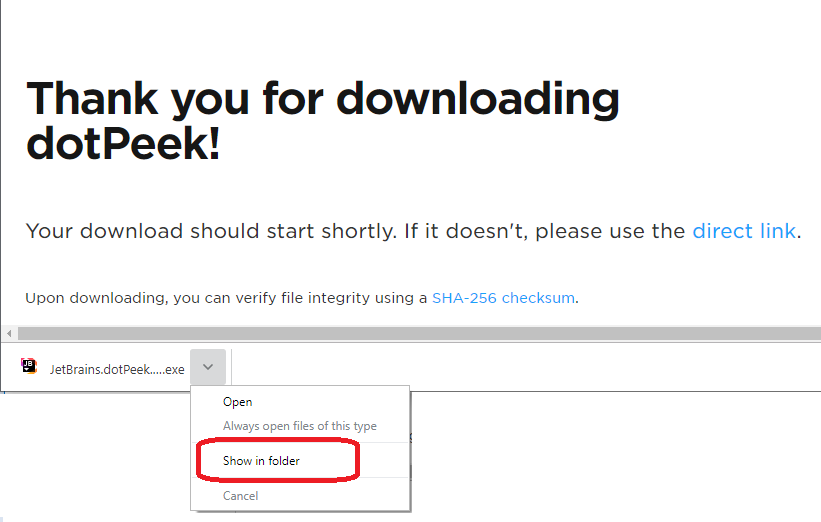 Thank you for downloading
dotPeek!
Your download should start shortly. If it doesn't, please use the direct link.
Upon downloading, you can verify file integrity using a SHA-256 checksum.
JB
JetBrains.dotPeek.....exe
Open
Always open files of this type
Show in folder
Cancel